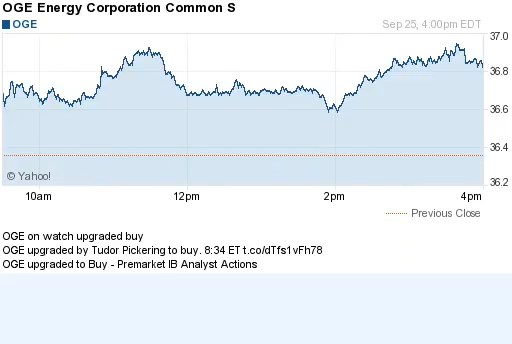 OGE Energy Corporation Common S
OGE
Sep 25, 4:00pm EDT
37.0
36.8
36.6
36.4
36.2
© Yahoo!
10am 12pm 2pm 4pm
Previous Close
OGE on watch upgraded buy
OGE upgraded by Tudor Pickering to buy. 8:34 ET t.co/dTfs1vFh78
OGE upgraded to Buy - Premarket IB Analyst Actions